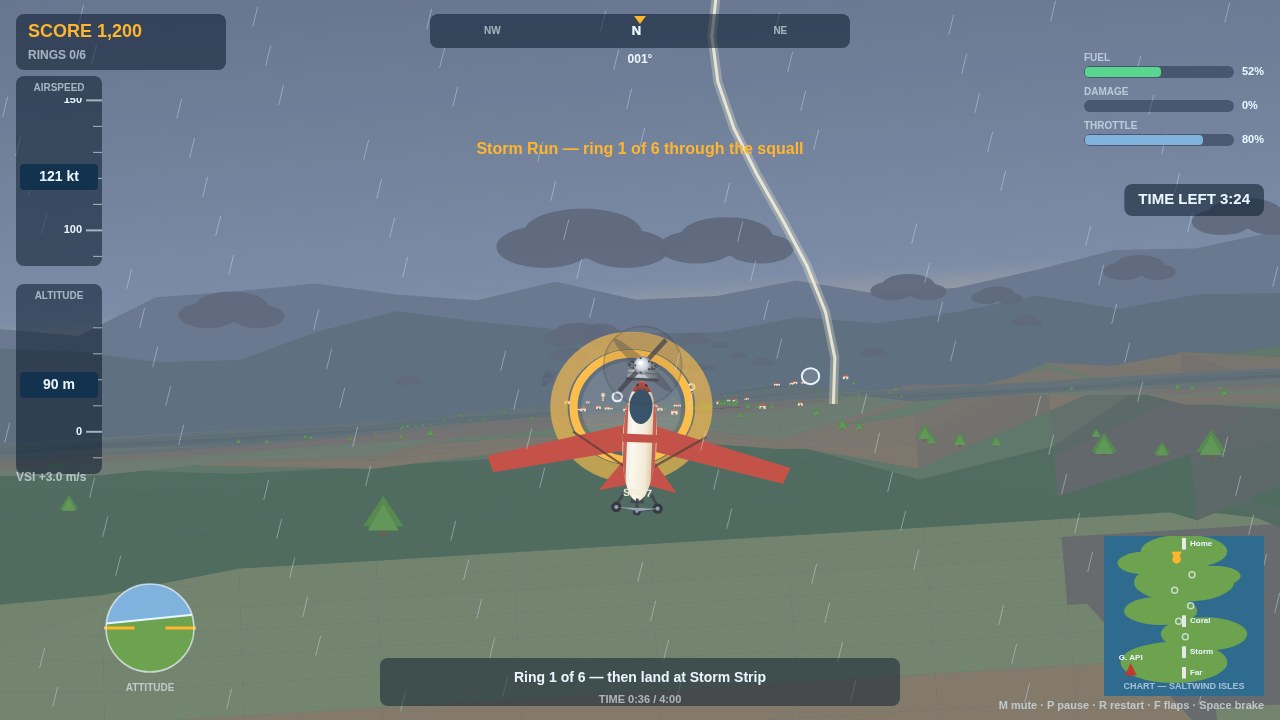 SCORE 1,200
RINGS 0/6
NW
N
NE
001°
FUEL
52%
DAMAGE
0%
THROTTLE
80%
AIRSPEED
150
121 kt
100
Storm Run — ring 1 of 6 through the squall
TIME LEFT 3:24
ALTITUDE
90 m
0
VSI +3.0 m/s
ATTITUDE
Ring 1 of 6 — then land at Storm Strip
TIME 0:36 / 4:00
Home
Coral
Storm
G. API
Far
CHART — SALTWIND ISLES
M mute · P pause · R restart · F flaps · Space brake